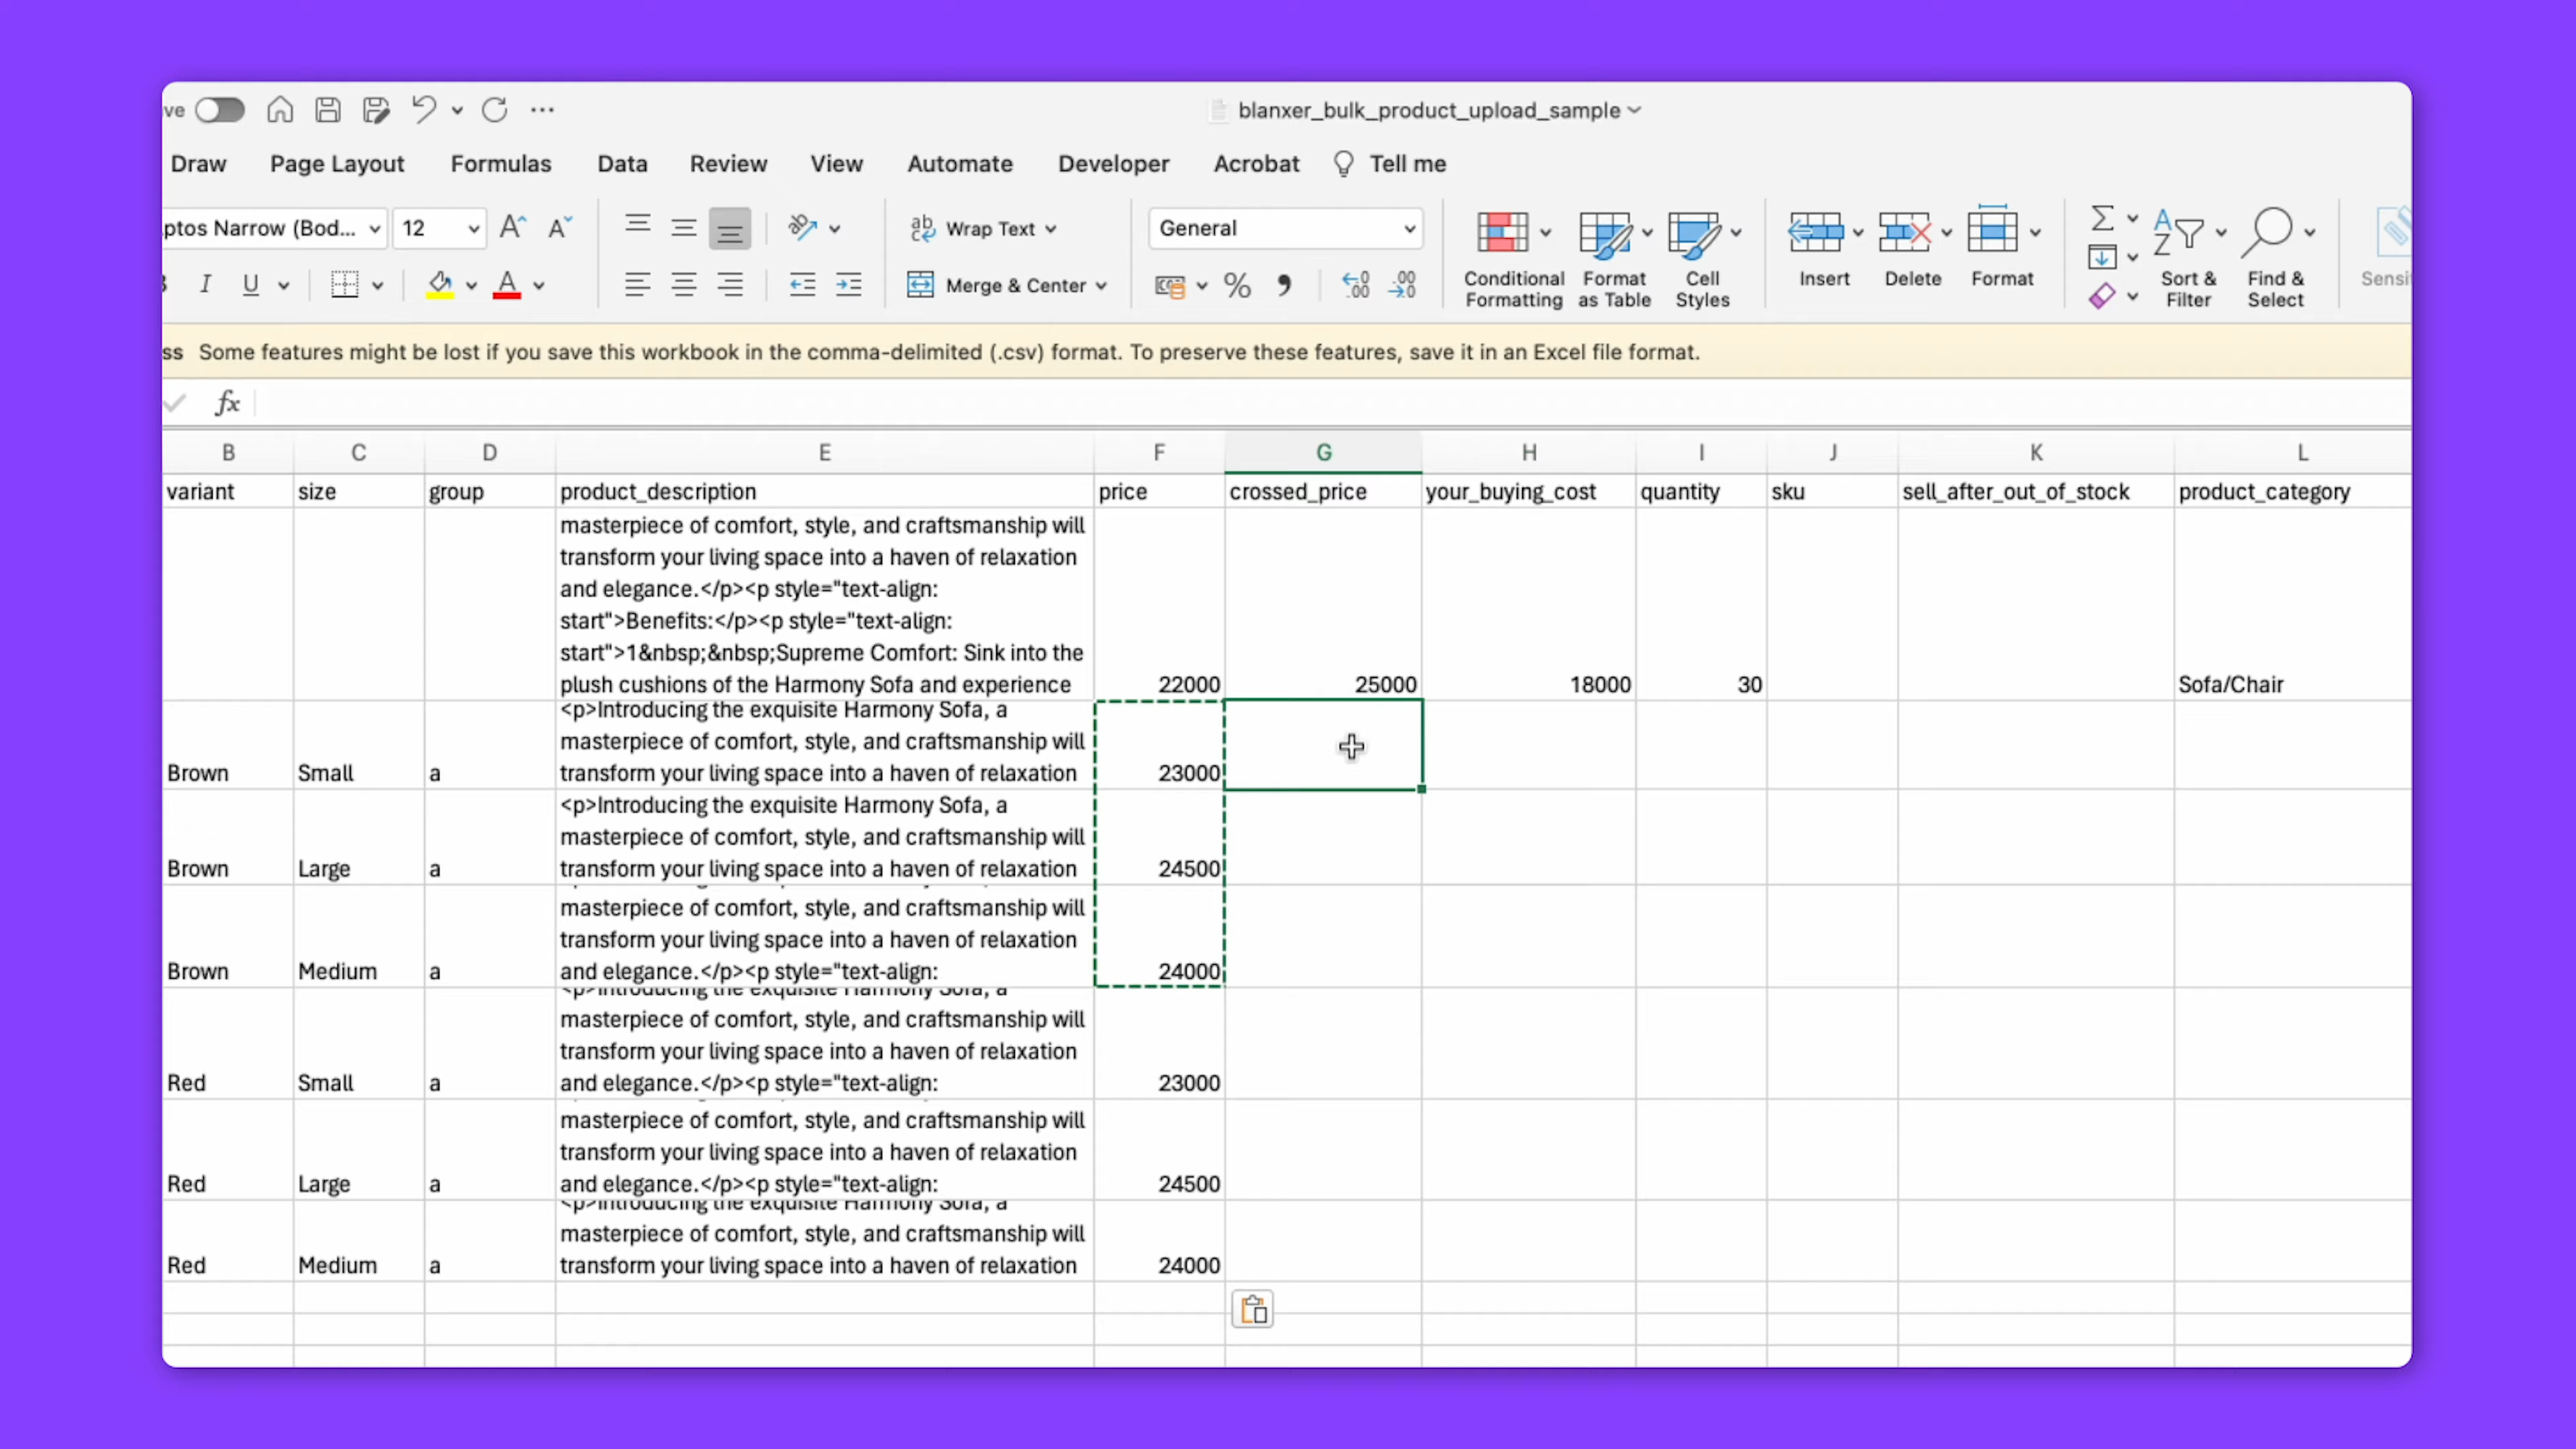 ve
blanxer_bulk_product_upload_sample
Draw Page Layout Formulas Data Review View Automate Developer Acrobat Tell me
ptos Narrow (Bod... 12 Wrap Text General
I U A Merge & Center % Conditional Formatting Format as Table Cell Styles Insert Delete Format Sort & Filter Find & Select Sensi
ss Some features might be lost if you save this workbook in the comma-delimited (.csv) format. To preserve these features, save it in an Excel file format.
fx
B C D E F G H I J K L
variant size group product_description price crossed_price your_buying_cost quantity sku sell_after_out_of_stock product_category
masterpiece of comfort, style, and craftsmanship will
transform your living space into a haven of relaxation
and elegance.</p><p style="text-align:
start">Benefits:</p><p style="text-align:
start">1&nbsp;&nbsp;Supreme Comfort: Sink into the
plush cushions of the Harmony Sofa and experience 22000 25000 18000 30 Sofa/Chair
<p>Introducing the exquisite Harmony Sofa, a
masterpiece of comfort, style, and craftsmanship will
Brown Small a transform your living space into a haven of relaxation 23000
<p>Introducing the exquisite Harmony Sofa, a
masterpiece of comfort, style, and craftsmanship will
Brown Large a transform your living space into a haven of relaxation 24500
masterpiece of comfort, style, and craftsmanship will
transform your living space into a haven of relaxation
Brown Medium a and elegance.</p><p style="text-align: 24000
<p>Introducing the exquisite Harmony Sofa, a
masterpiece of comfort, style, and craftsmanship will
transform your living space into a haven of relaxation
Red Small a and elegance.</p><p style="text-align: 23000
masterpiece of comfort, style, and craftsmanship will
transform your living space into a haven of relaxation
Red Large a and elegance.</p><p style="text-align: 24500
<p>Introducing the exquisite Harmony Sofa, a
masterpiece of comfort, style, and craftsmanship will
Red Medium a transform your living space into a haven of relaxation 24000